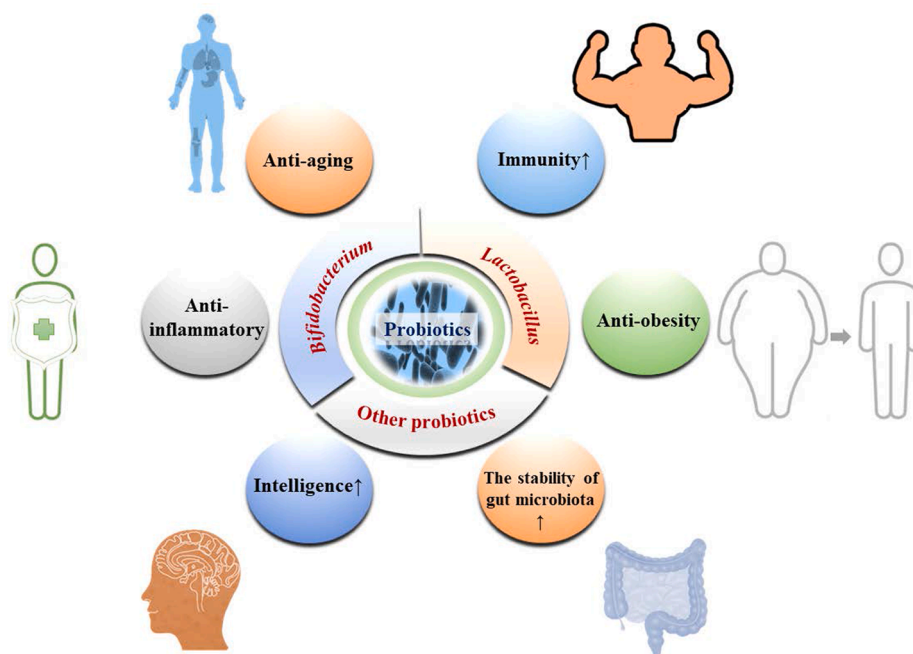 Anti-aging
Immunity↑
Bifidobacterium
Lactobacillus
Anti-
inflammatory
Probiotics
Anti-obesity
Other probiotics
Intelligence↑
The stability of
gut microbiota
↑